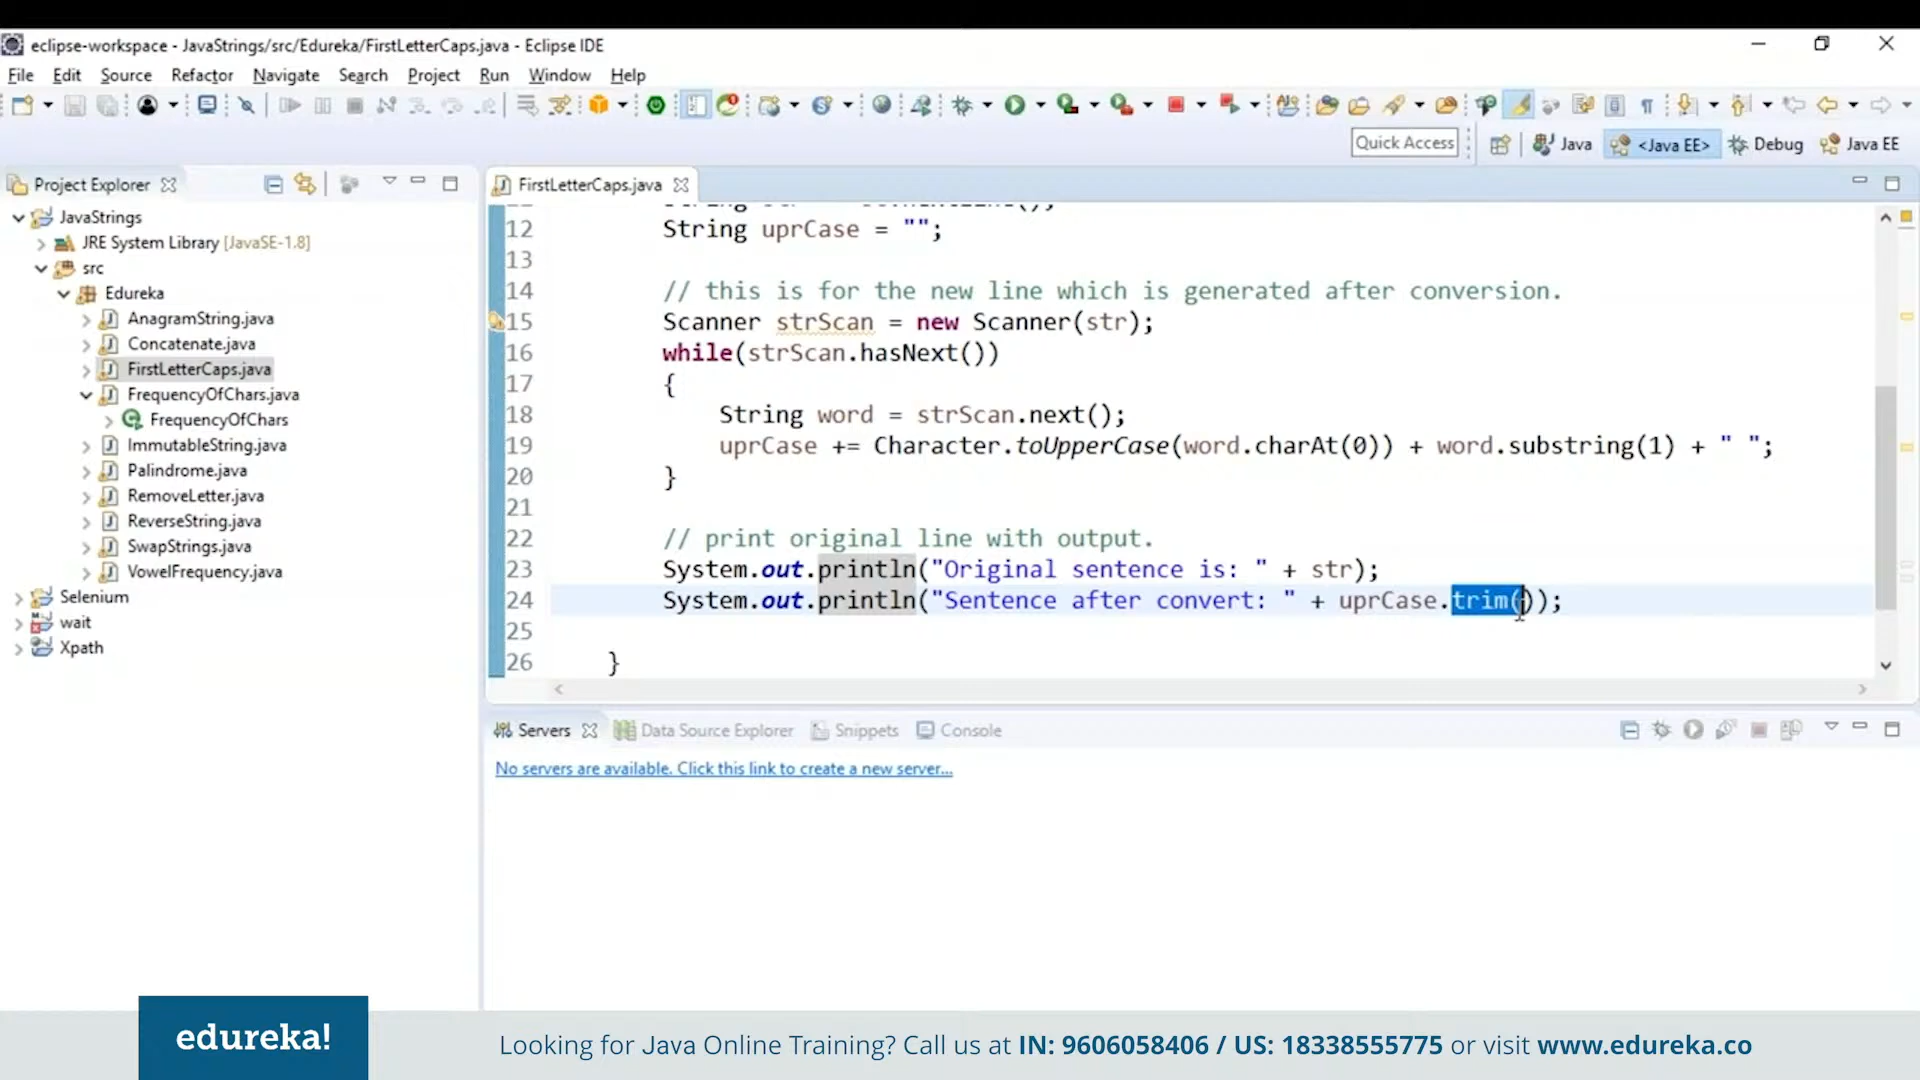 eclipse-workspace - JavaStrings/src/Edureka/FirstLetterCaps.java - Eclipse IDE
File Edit Source Refactor Navigate Search Project Run Window Help
Quick Access Java <Java EE> Debug Java EE
Project Explorer
JavaStrings
JRE System Library [JavaSE-1.8]
src
Edureka
AnagramString.java
Concatenate.java
FirstLetterCaps.java
FrequencyOfChars.java
FrequencyOfChars
ImmutableString.java
Palindrome.java
RemoveLetter.java
ReverseString.java
SwapStrings.java
VowelFrequency.java
Selenium
wait
Xpath
FirstLetterCaps.java
12 String uprCase = "";
13
14 // this is for the new line which is generated after conversion.
15 Scanner strScan = new Scanner(str);
16 while(strScan.hasNext())
17 {
18 String word = strScan.next();
19 uprCase += Character.toUpperCase(word.charAt(0)) + word.substring(1) + " ";
20 }
21
22 // print original line with output.
23 System.out.println("Original sentence is: " + str);
24 System.out.println("Sentence after convert: " + uprCase.trim());
25
26 }
Servers Data Source Explorer Snippets Console
No servers are available. Click this link to create a new server...
edureka!
Looking for Java Online Training? Call us at IN: 9606058406 / US: 18338555775 or visit www.edureka.co